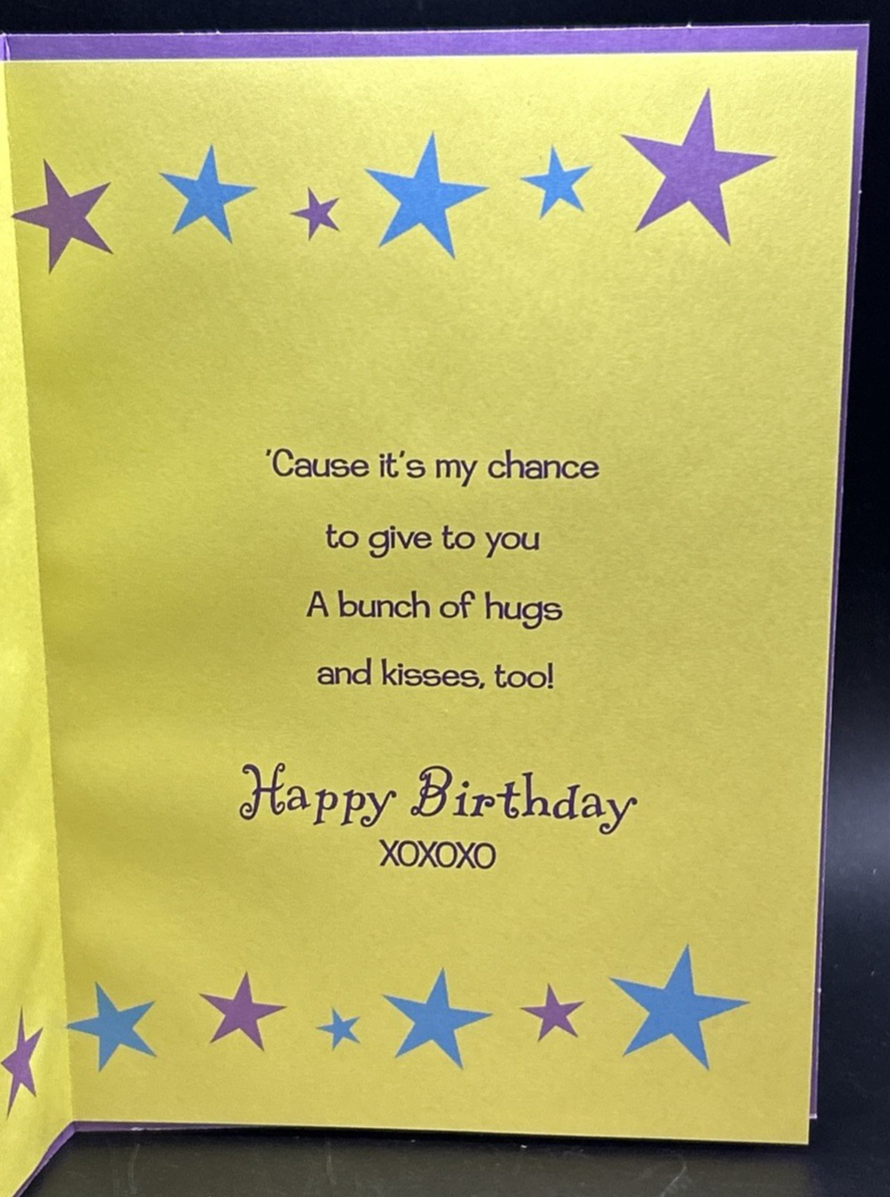 'Cause it's my chance
to give to you
A bunch of hugs
and kisses, too!
Happy Birthday
XOXOXO